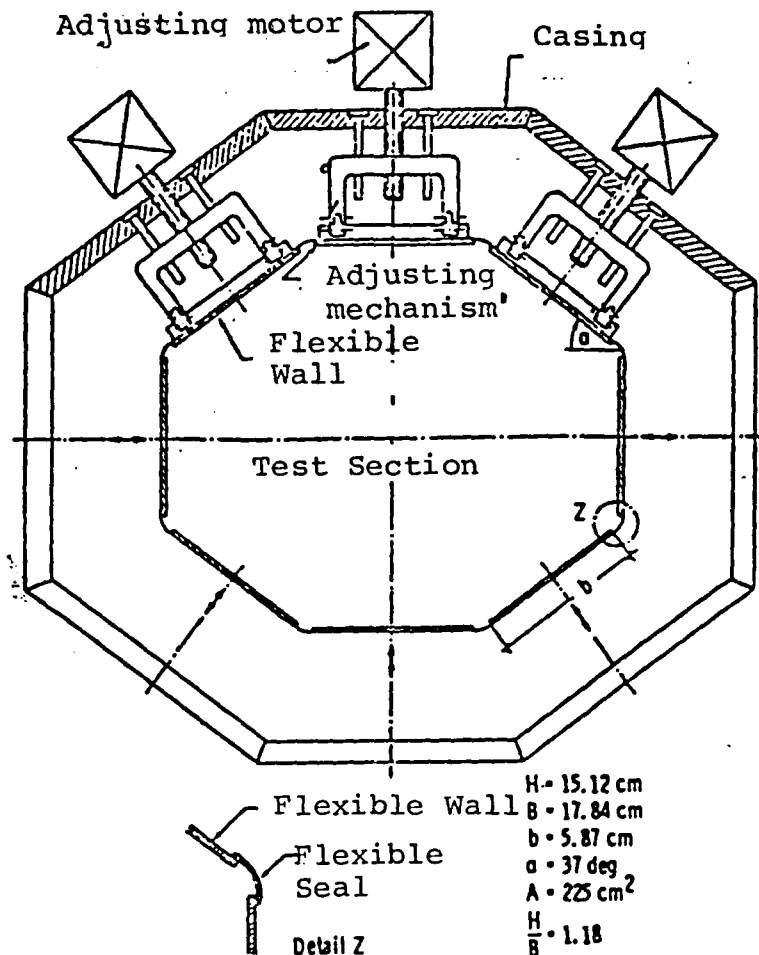 Adjusting motor
Casing
Adjusting
mechanism
Flexible
Wall
a
Test Section
Z
b
Flexible Wall
Flexible
Seal
Detail Z
H = 15.12 cm
B = 17.84 cm
b = 5.87 cm
a = 37 deg
A = 225 cm²
H/B = 1.18